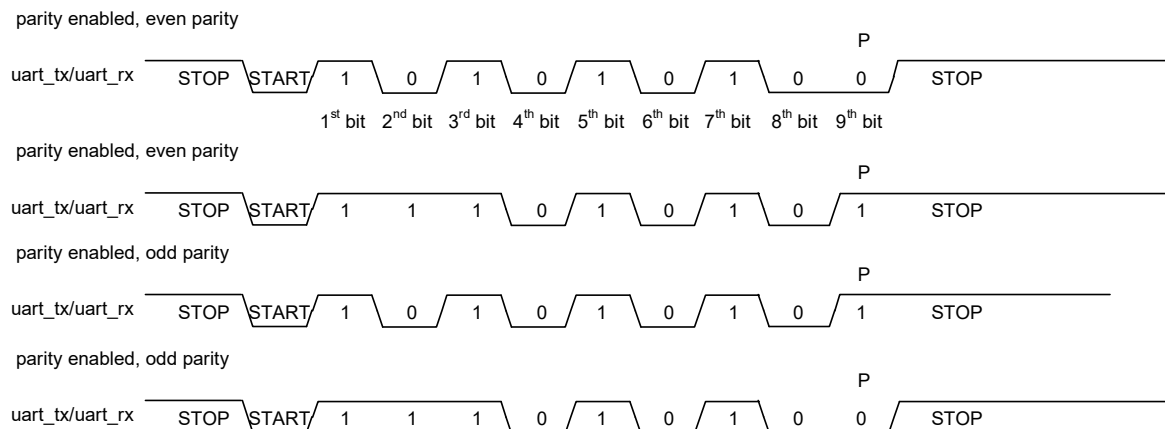 parity enabled, even parity
P
uart_tx/uart_rx STOP START 1 0 1 0 1 0 1 0 0 STOP
1st bit 2nd bit 3rd bit 4th bit 5th bit 6th bit 7th bit 8th bit 9th bit
parity enabled, even parity
P
uart_tx/uart_rx STOP START 1 1 1 0 1 0 1 0 1 STOP
parity enabled, odd parity
P
uart_tx/uart_rx STOP START 1 0 1 0 1 0 1 0 1 STOP
parity enabled, odd parity
P
uart_tx/uart_rx STOP START 1 1 1 0 1 0 1 0 0 STOP